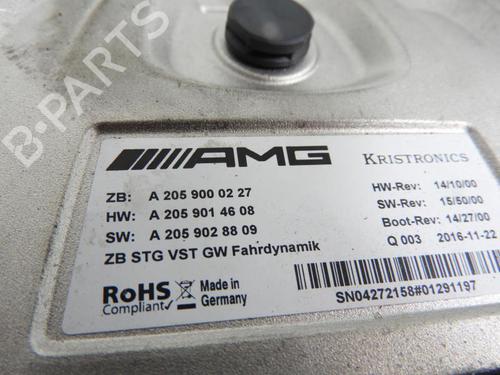 B-PARTS
AMG KRISTRONICS
ZB: A 205 900 02 27 HW-Rev: 14/10/00
HW: A 205 901 46 08 SW-Rev: 15/50/00
SW: A 205 902 88 09 Boot-Rev: 14/27/00
ZB STG VST GW Fahrdynamik Q 003 2016-11-22
RoHS Made in
Compliant Germany
SN04272158#01291197